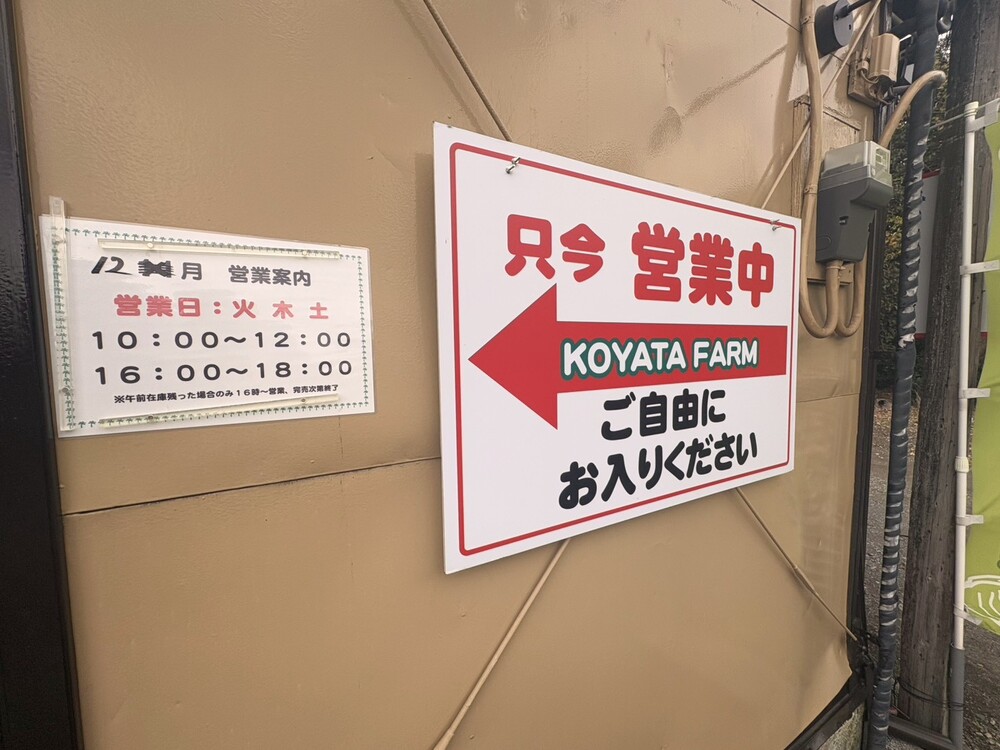 12月 営業案内
営業日：火 木 土
10：00～12：00
16：00～18：00
※午前在庫残った場合のみ16時～営業、完売次第終了
只今 営業中
KOYATA FARM
ご自由に
お入りください